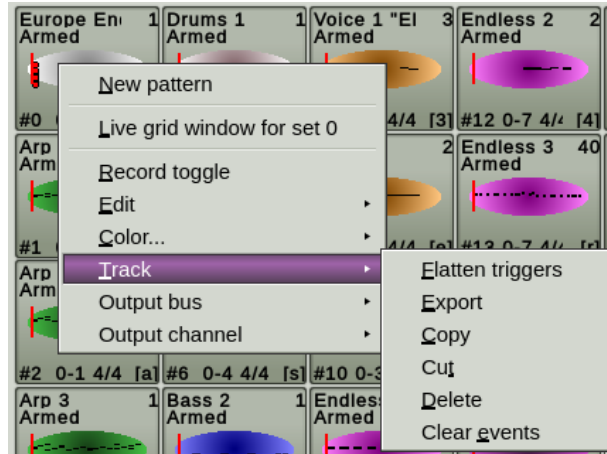 Europe En 1 Drums 1 1 Voice 1 "El 3 Endless 2 2
Armed Armed Armed Armed
New pattern
#0 4/4 [3] #12 0-7 4/ [4]
Live grid window for set 0
Arp 2 Endless 3 40
Arm Armed
Record toggle
Edit
Color...
#1 4/4 [e] #13 0-7 4/ [r]
Track
Arp
Arm
Flatten triggers
Output bus
Export
Output channel
Copy
#2 0-1 4/4 [a] #6 0-4 4/4 [s] #10 0-3
Cut
Arp 3 1 Bass 2 1 Endles
Delete
Armed Armed Armed
Clear events